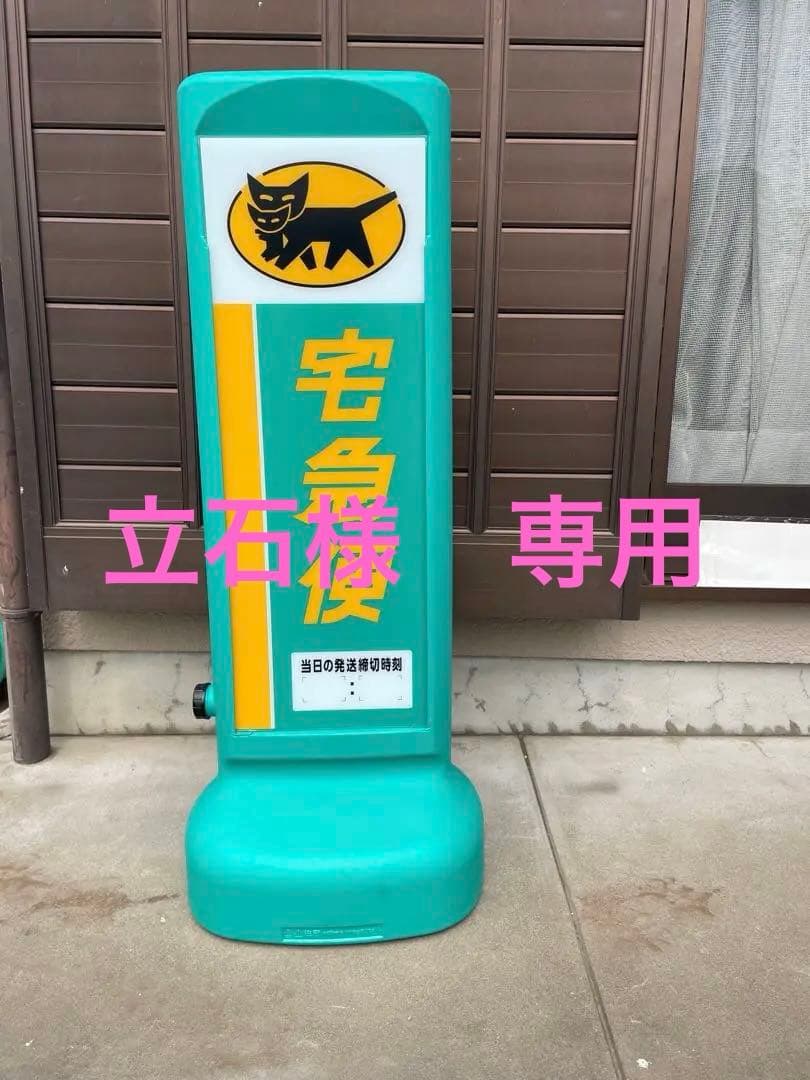 宅急便
立石様 専用
当日の発送締切時刻
: